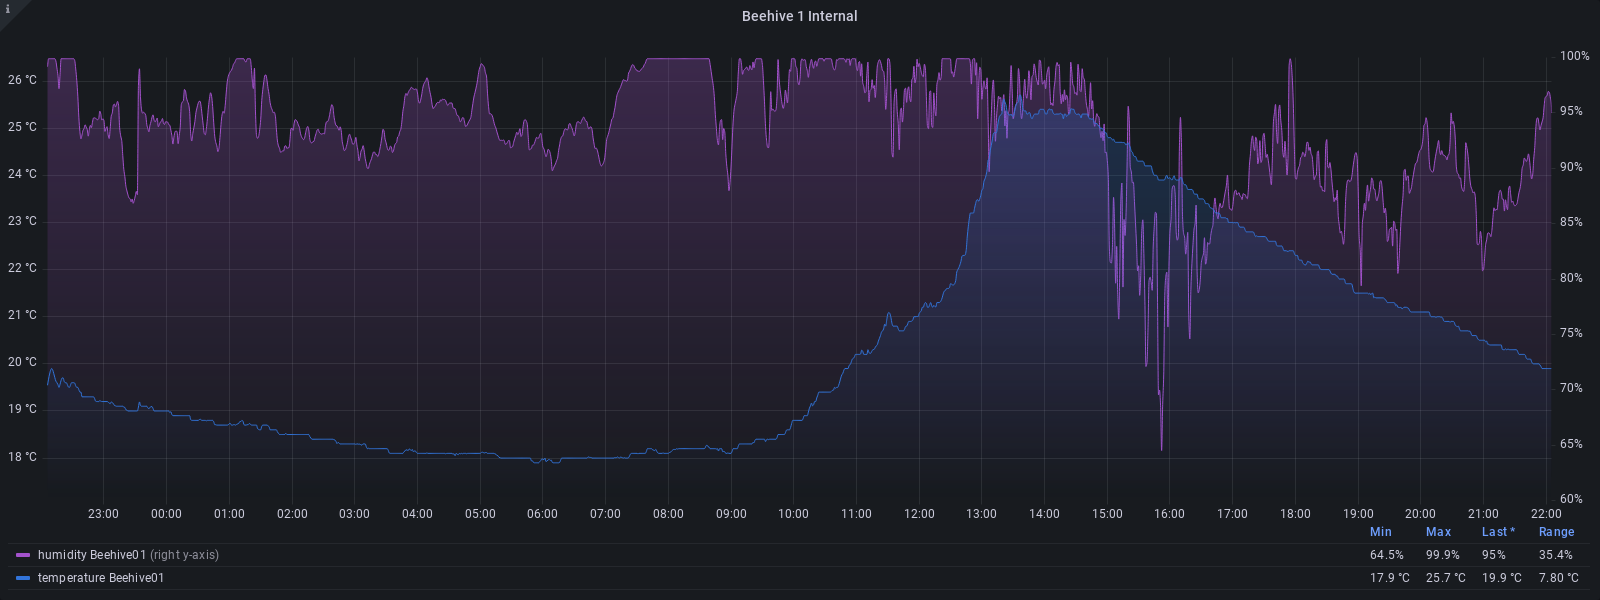 i
Beehive 1 Internal
26 °C
25 °C
24 °C
23 °C
22 °C
21 °C
20 °C
19 °C
18 °C
100%
95%
90%
85%
80%
75%
70%
65%
60%
23:00 00:00 01:00 02:00 03:00 04:00 05:00 06:00 07:00 08:00 09:00 10:00 11:00 12:00 13:00 14:00 15:00 16:00 17:00 18:00 19:00 20:00 21:00 22:00
Min Max Last * Range
humidity Beehive01 (right y-axis) 64.5% 99.9% 95% 35.4%
temperature Beehive01 17.9 °C 25.7 °C 19.9 °C 7.80 °C